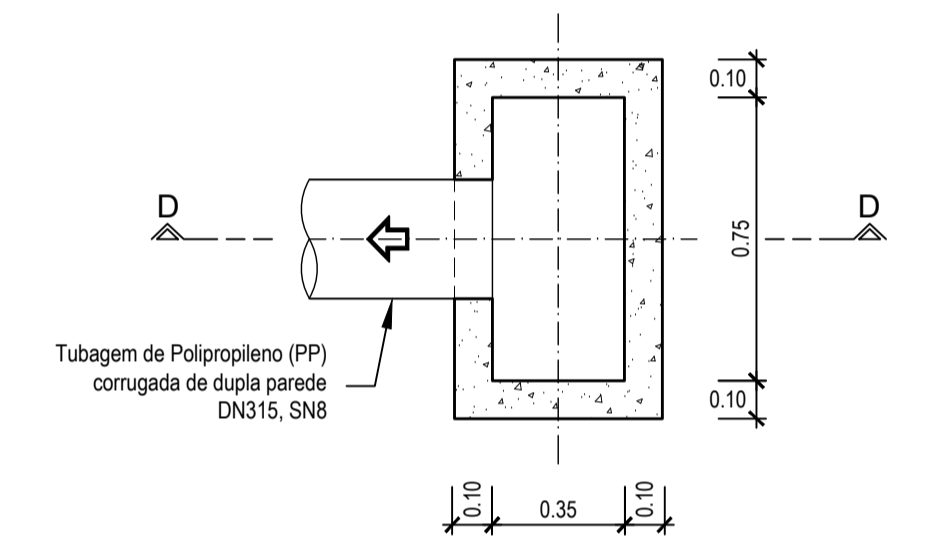 0.10
D
D
0.75
Tubagem de Polipropileno (PP)
corrugada de dupla parede
DN315, SN8
0.10
0.10
0.35
0.10